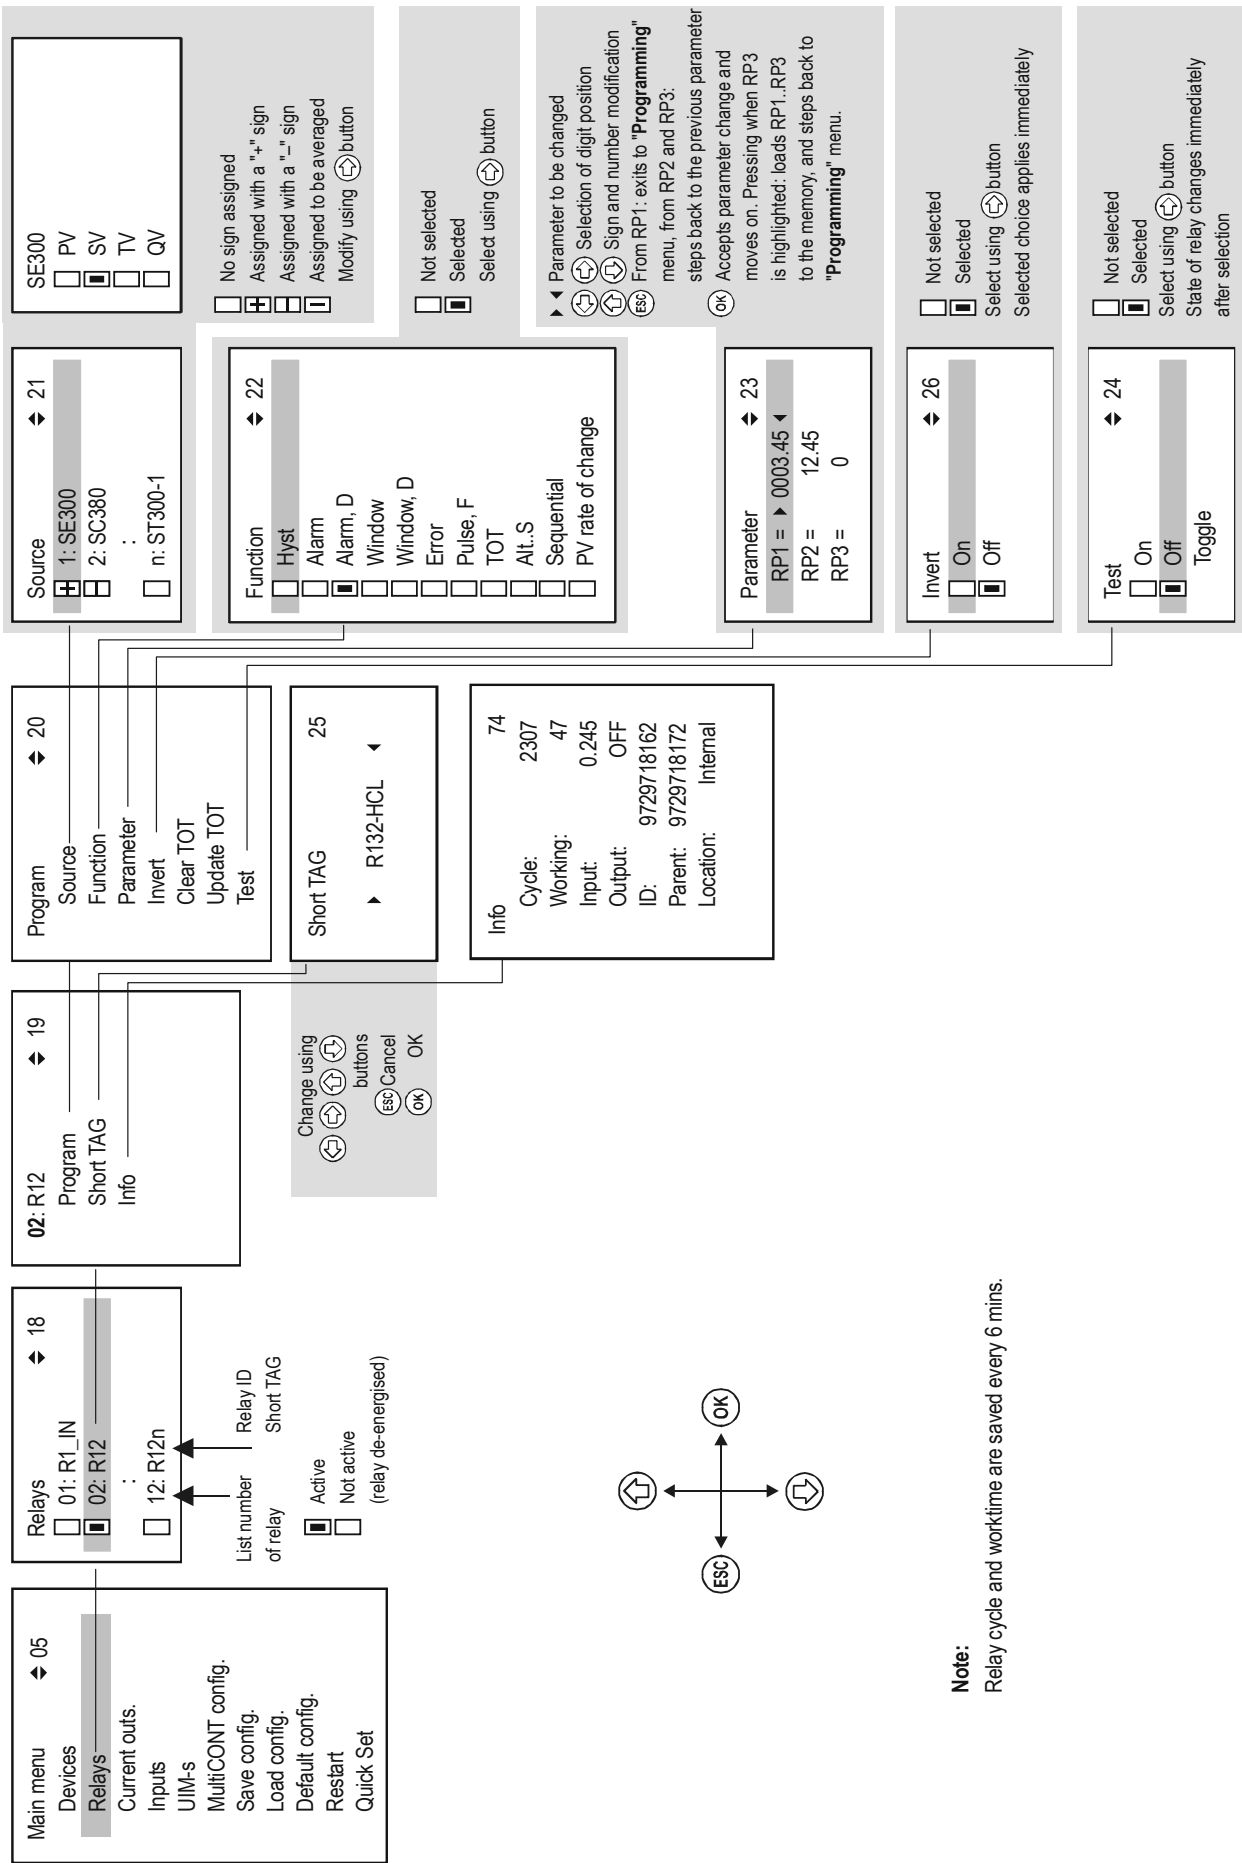 Main menu 05
Devices
Relays
Current outs.
Inputs
UIM-s
MultiCONT config.
Save config.
Load config.
Default config.
Restart
Quick Set
Relays 18
01: R1_IN
02: R12
:
12: R12n
List number
of relay
Relay ID
Short TAG
Active
Not active
(relay de-energised)
02: R12 19
Program
Short TAG
Info
Change using
buttons
ESC Cancel
OK OK
Program 20
Source
Function
Parameter
Invert
Clear TOT
Update TOT
Test
Short TAG 25
R132-HCL
Info 74
Cycle: 2307
Working: 47
Input: 0.245
Output: OFF
ID: 9729718162
Parent: 9729718172
Location: Internal
Source 21
1: SE300
2: SC380
:
n: ST300-1
SE300
PV
SV
TV
QV
No sign assigned
Assigned with a "+" sign
Assigned with a "–" sign
Assigned to be averaged
Modify using button
Function 22
Hyst
Alarm
Alarm, D
Window
Window, D
Error
Pulse, F
TOT
Alt..S
Sequential
PV rate of change
Not selected
Selected
Select using button
Parameter 23
RP1 = 0003.45
RP2 = 12.45
RP3 = 0
Parameter to be changed
Selection of digit position
Sign and number modification
ESC From RP1: exits to "Programming"
menu, from RP2 and RP3:
steps back to the previous parameter
OK Accepts parameter change and
moves on. Pressing when RP3
is highlighted: loads RP1..RP3
to the memory, and steps back to
"Programming" menu.
Invert 26
On
Off
Not selected
Selected
Select using button
Selected choice applies immediately
Test 24
On
Off
Toggle
Not selected
Selected
Select using button
State of relay changes immediately
after selection
ESC
OK
Note:
Relay cycle and worktime are saved every 6 mins.